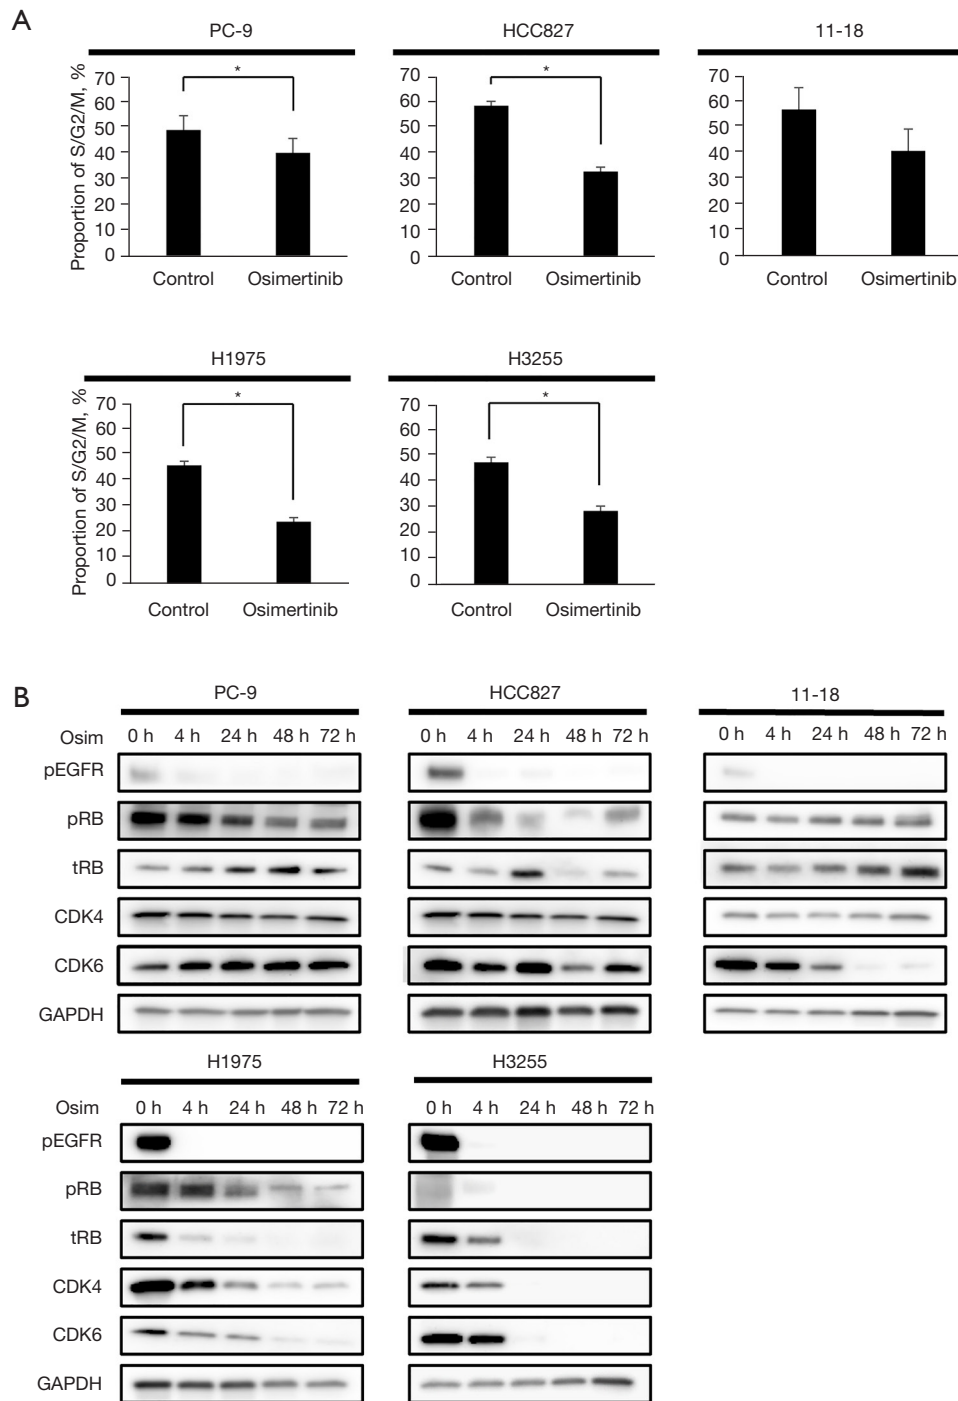 A
PC-9 HCC827 11-18
Proportion of S/G2/M, %
70 70 70
60 60 60
50 50 50
40 40 40
30 30 30
20 20 20
10 10 10
0 0 0
* *
Control Osimertinib Control Osimertinib Control Osimertinib
H1975 H3255
Proportion of S/G2/M, %
70 70
60 60
50 50
40 40
30 30
20 20
10 10
0 0
* *
Control Osimertinib Control Osimertinib
B
PC-9 HCC827 11-18
Osim 0 h 4 h 24 h 48 h 72 h 0 h 4 h 24 h 48 h 72 h 0 h 4 h 24 h 48 h 72 h
pEGFR
pRB
tRB
CDK4
CDK6
GAPDH
H1975 H3255
Osim 0 h 4 h 24 h 48 h 72 h 0 h 4 h 24 h 48 h 72 h
pEGFR
pRB
tRB
CDK4
CDK6
GAPDH